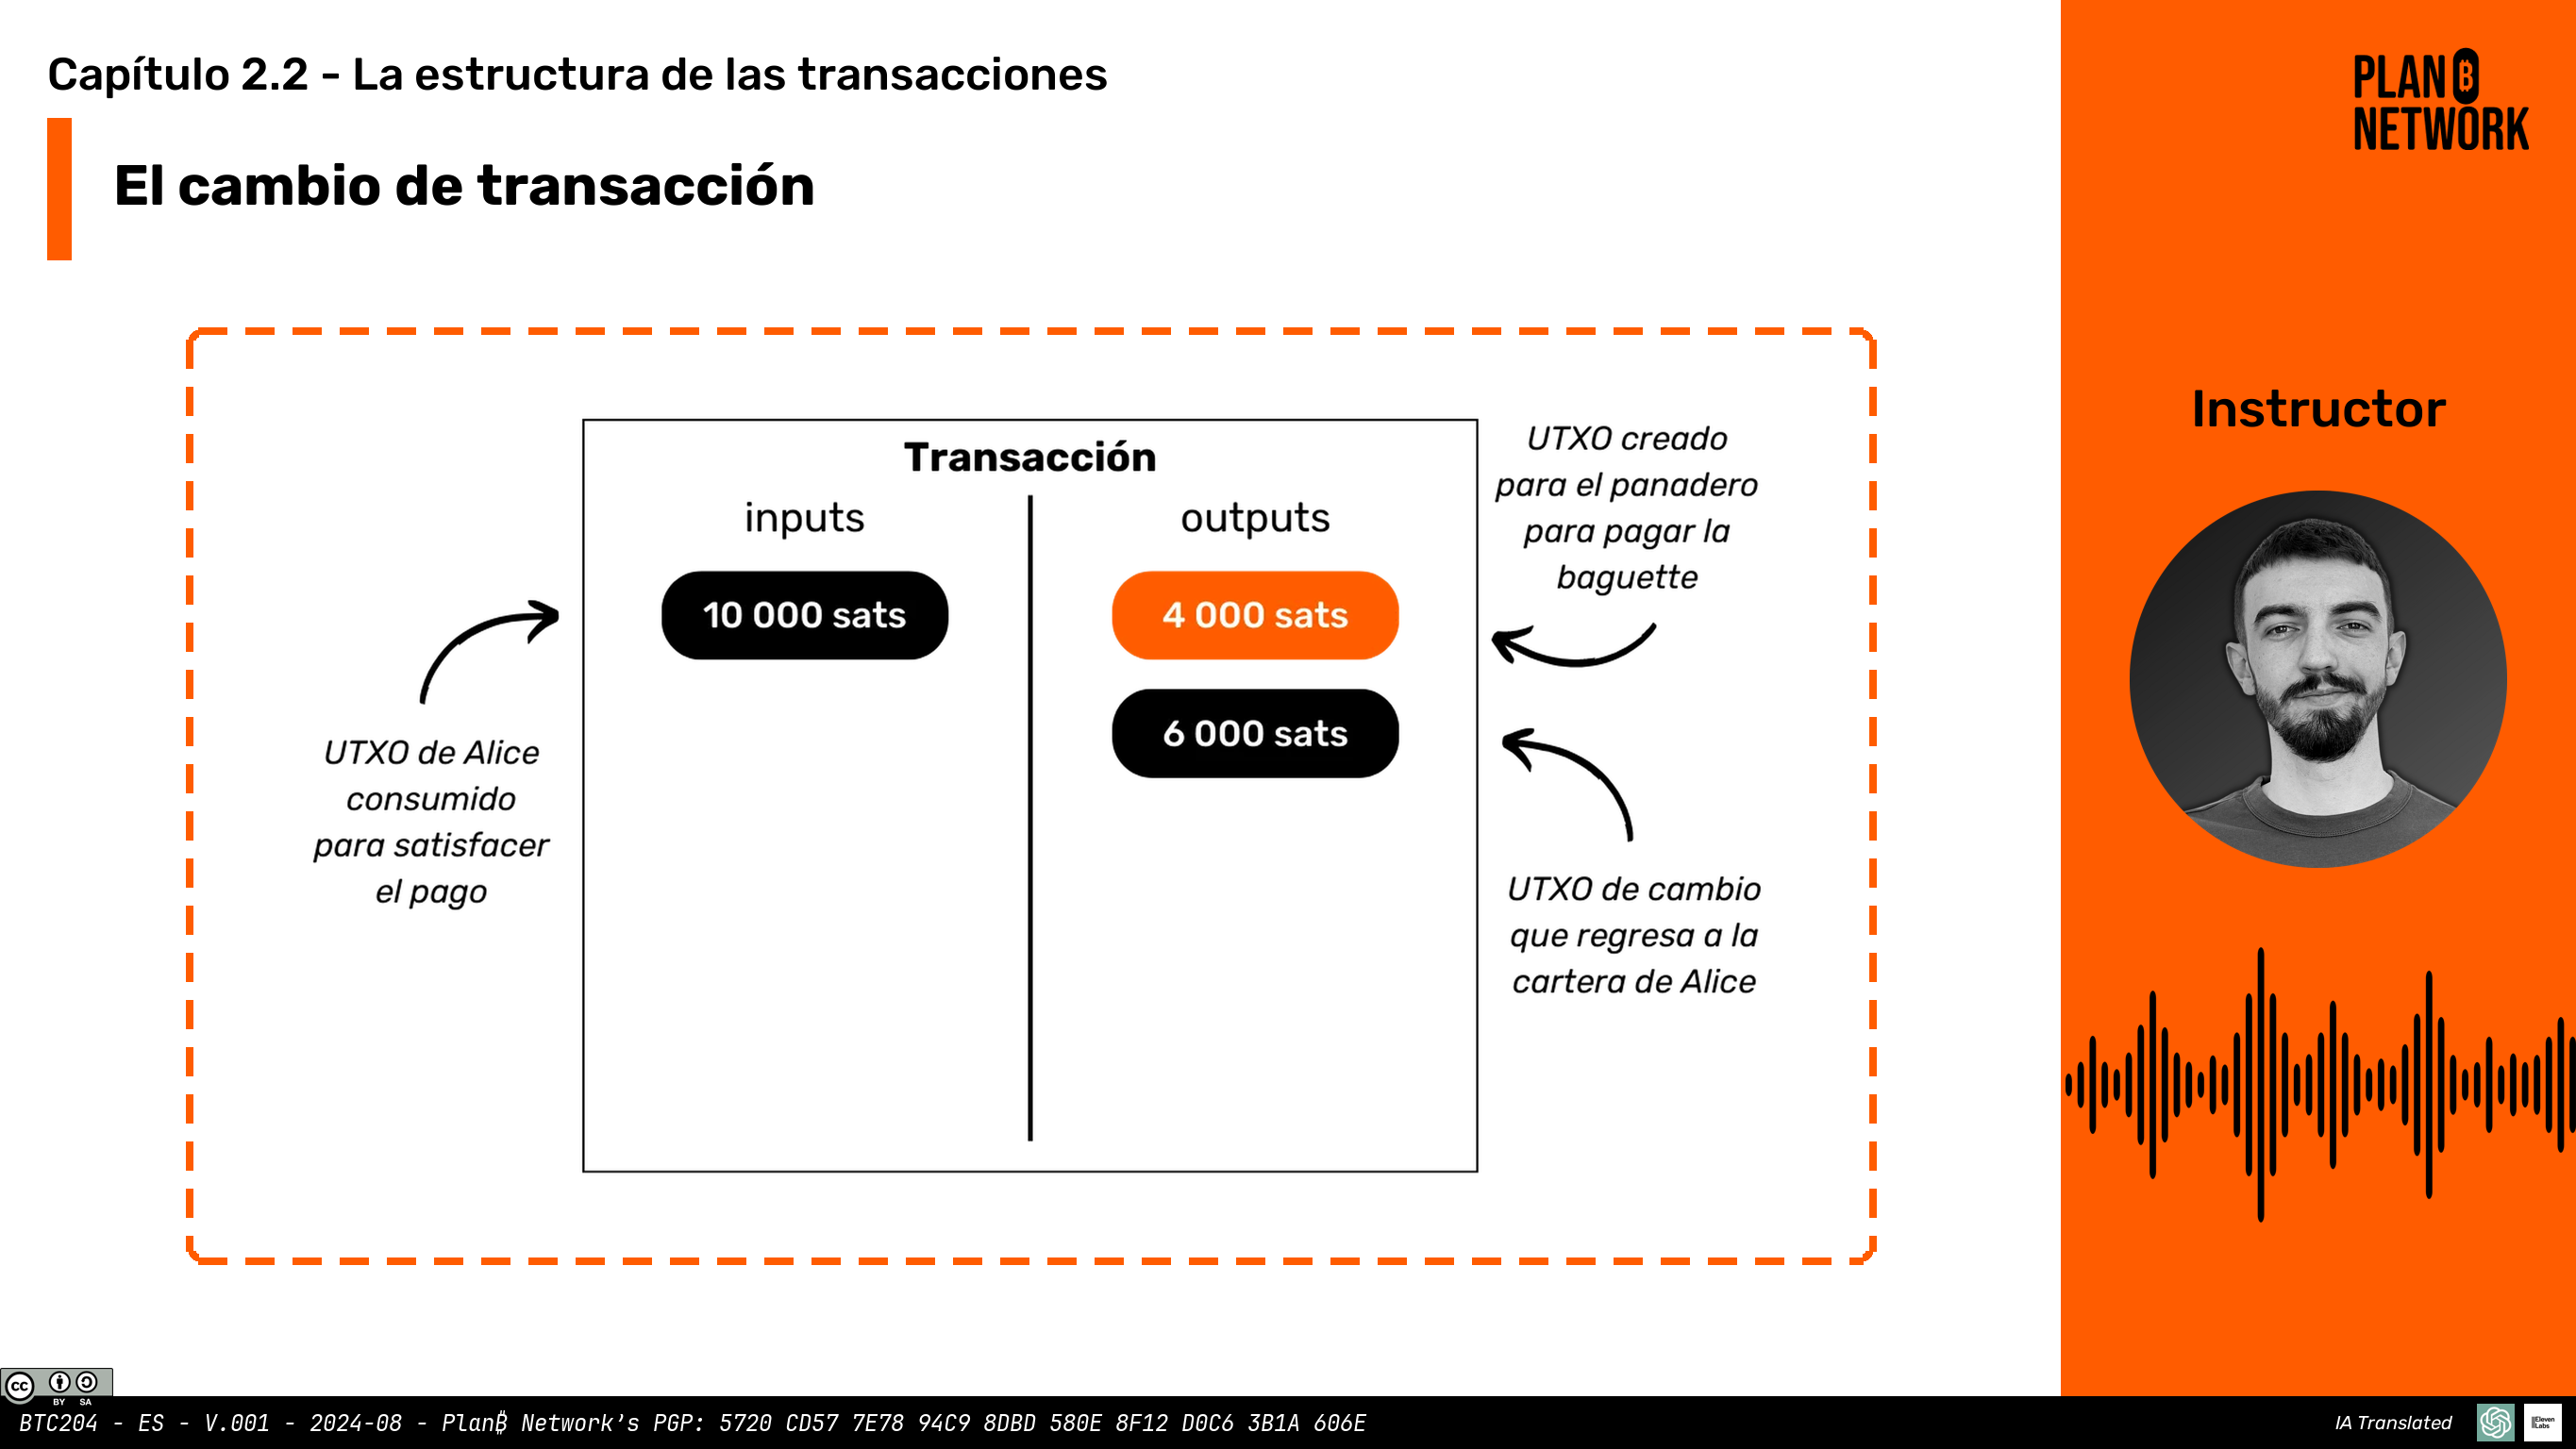 Capítulo 2.2 - La estructura de las transacciones
El cambio de transacción
PLAN ₿
NETWORK
Instructor
Transacción
inputs
outputs
10 000 sats
4 000 sats
6 000 sats
UTXO de Alice
consumido
para satisfacer
el pago
UTXO creado
para el panadero
para pagar la
baguette
UTXO de cambio
que regresa a la
cartera de Alice
cc
BY SA
BTC204 - ES - V.001 - 2024-08 - Plan₿ Network's PGP: 5720 CD57 7E78 94C9 8DBD 580E 8F12 D0C6 3B1A 606E
IA Translated
ElevenLabs